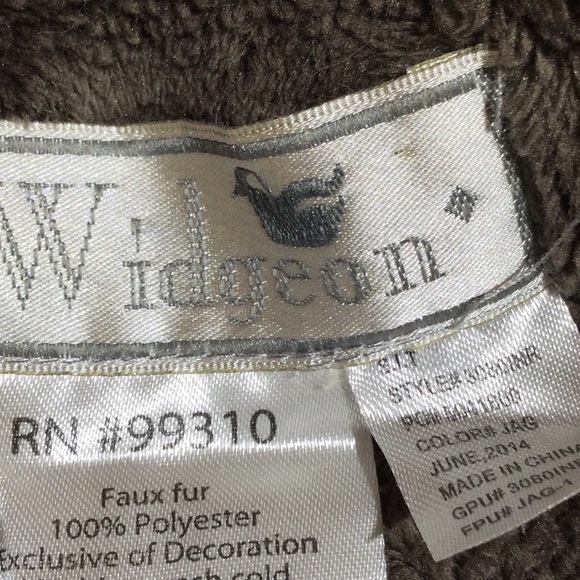 Widgeon
RN #99310
Faux fur
100% Polyester
Exclusive of Decoration
cold
S.I.T
STYLE# 3080INR
COLOR# JAG
JUNE.2014
MADE IN CHINA
GPU# 3080INR
FPU# JAG-1